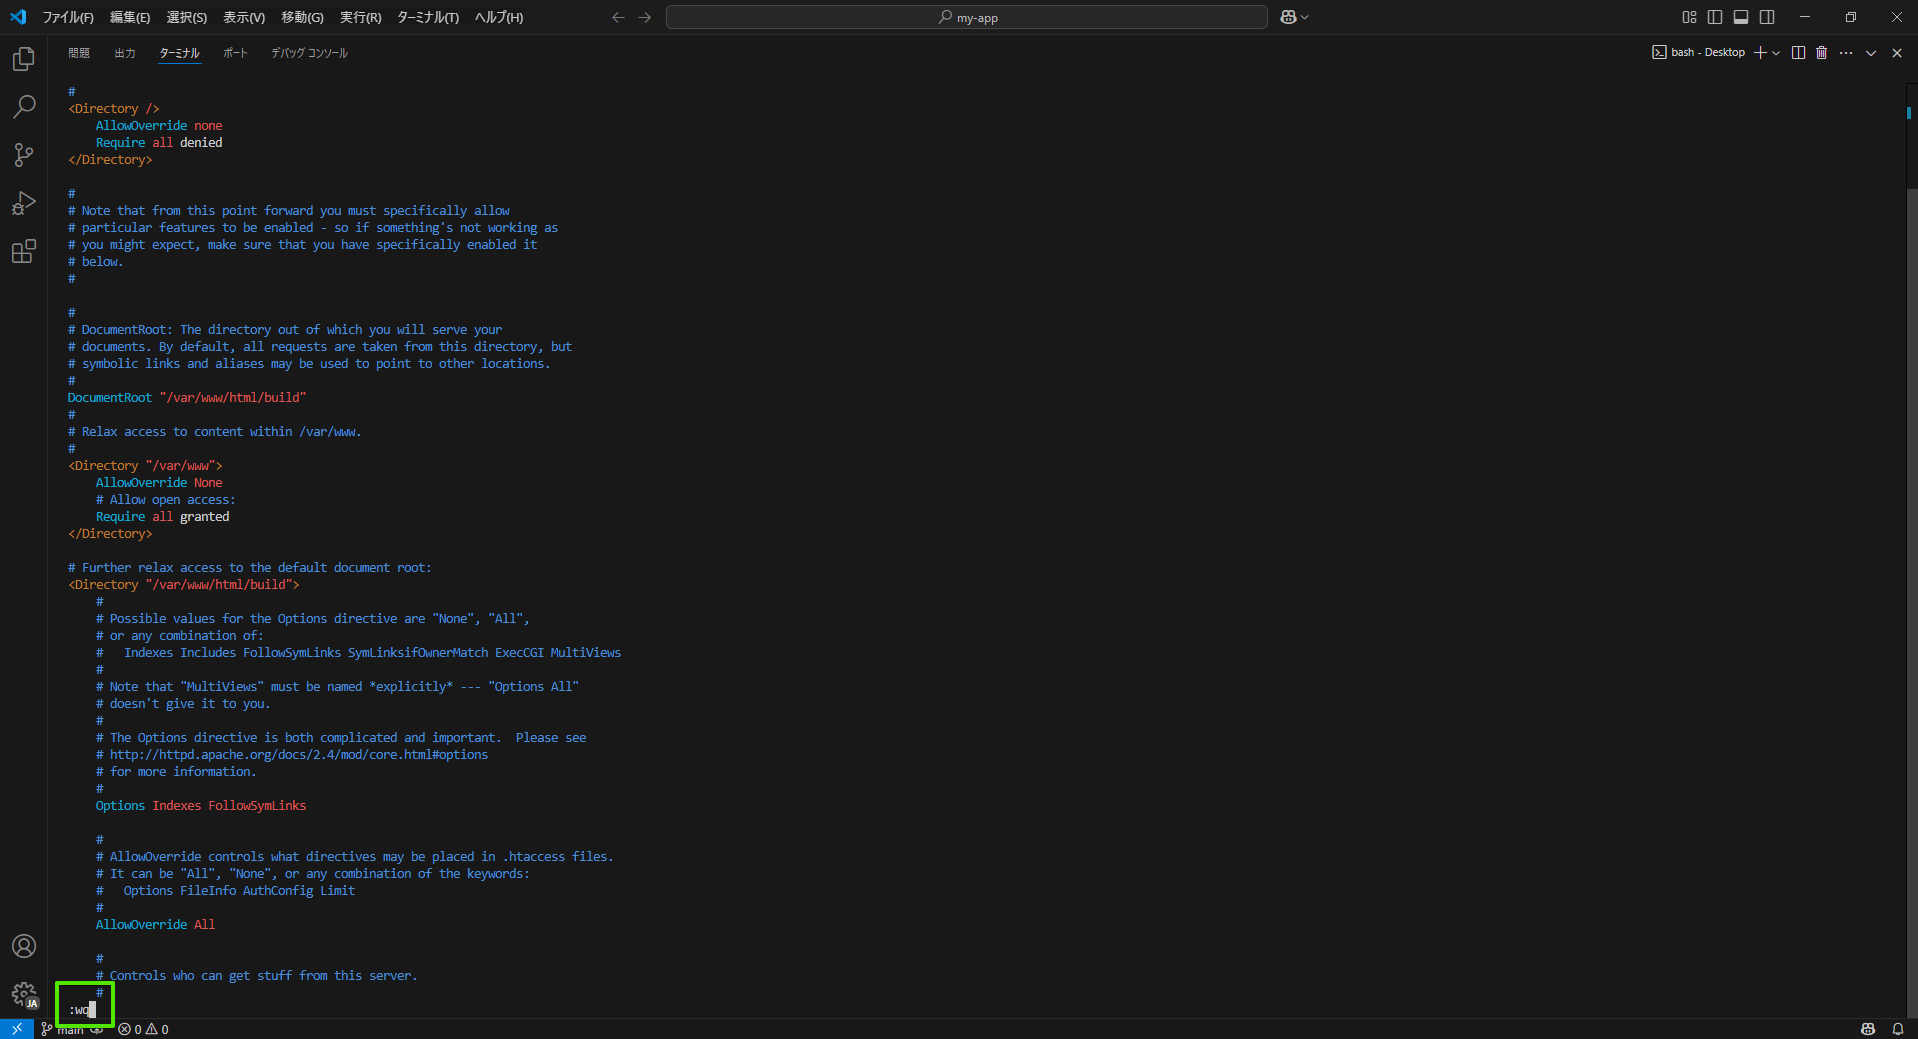 ファイル(F) 編集(E) 選択(S) 表示(V) 移動(G) 実行(R) ターミナル(T) ヘルプ(H) my-app
問題 出力 ターミナル ポート デバッグ コンソール bash - Desktop
#
<Directory />
    AllowOverride none
    Require all denied
</Directory>
#
# Note that from this point forward you must specifically allow
# particular features to be enabled - so if something's not working as
# you might expect, make sure that you have specifically enabled it
# below.
#
#
# DocumentRoot: The directory out of which you will serve your
# documents. By default, all requests are taken from this directory, but
# symbolic links and aliases may be used to point to other locations.
#
DocumentRoot "/var/www/html/build"
#
# Relax access to content within /var/www.
#
<Directory "/var/www">
    AllowOverride None
    # Allow open access:
    Require all granted
</Directory>
# Further relax access to the default document root:
<Directory "/var/www/html/build">
    #
    # Possible values for the Options directive are "None", "All",
    # or any combination of:
    #   Indexes Includes FollowSymLinks SymLinksifOwnerMatch ExecCGI MultiViews
    #
    # Note that "MultiViews" must be named *explicitly* --- "Options All"
    # doesn't give it to you.
    #
    # The Options directive is both complicated and important.  Please see
    # http://httpd.apache.org/docs/2.4/mod/core.html#options
    # for more information.
    #
    Options Indexes FollowSymLinks
    #
    # AllowOverride controls what directives may be placed in .htaccess files.
    # It can be "All", "None", or any combination of the keywords:
    #   Options FileInfo AuthConfig Limit
    #
    AllowOverride All
    #
    # Controls who can get stuff from this server.
    #
:wq
JA
main 0 0